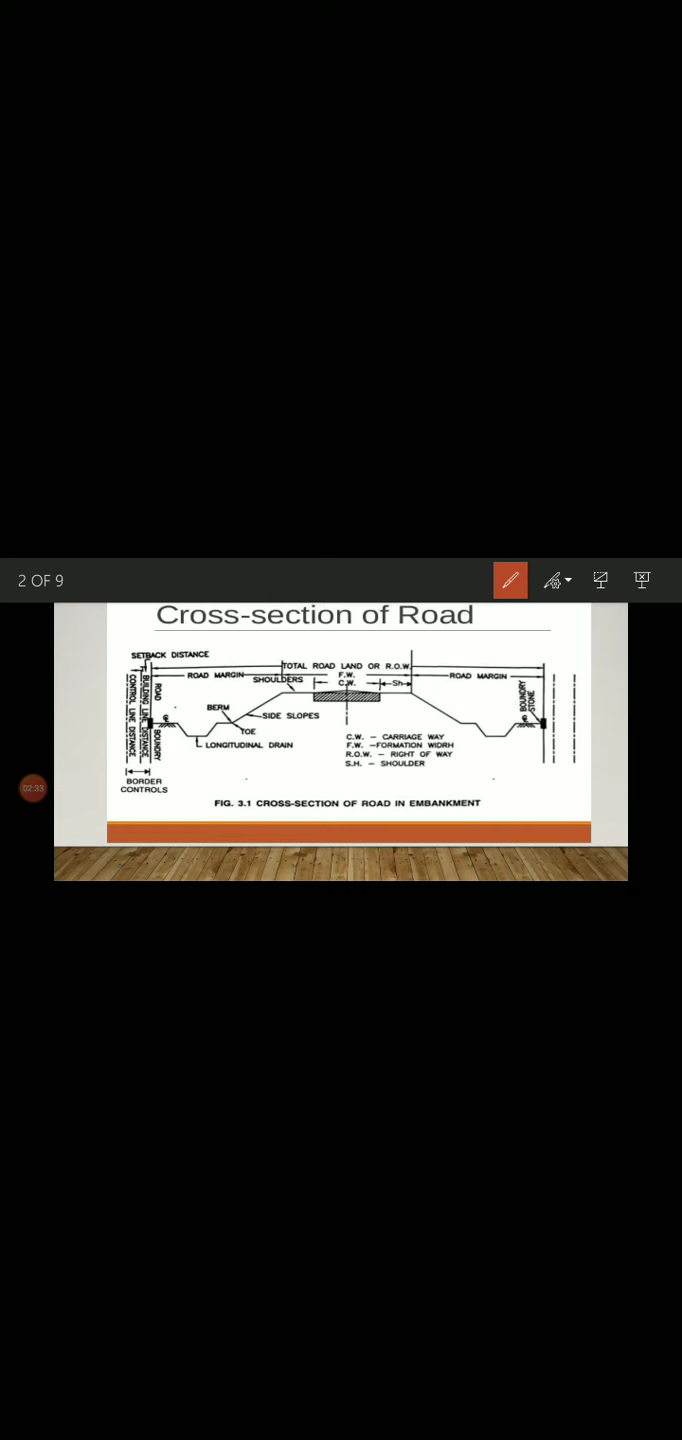 2 OF 9
Cross-section of Road
SETBACK DISTANCE
TOTAL ROAD LAND OR R.O.W.
ROAD MARGIN
F.W.
ROAD MARGIN
SHOULDERS
C.W.
Sh
CONTROL LINE DISTANCE
BUILDING LINE DISTANCE
ROAD BOUNDRY
BOUNDRY STONE
BERM
SIDE SLOPES
TOE
LONGITUDINAL DRAIN
C.W. – CARRIAGE WAY
F.W. –FORMATION WIDRH
R.O.W. – RIGHT OF WAY
S.H. – SHOULDER
02:33
BORDER
CONTROLS
FIG. 3.1 CROSS-SECTION OF ROAD IN EMBANKMENT